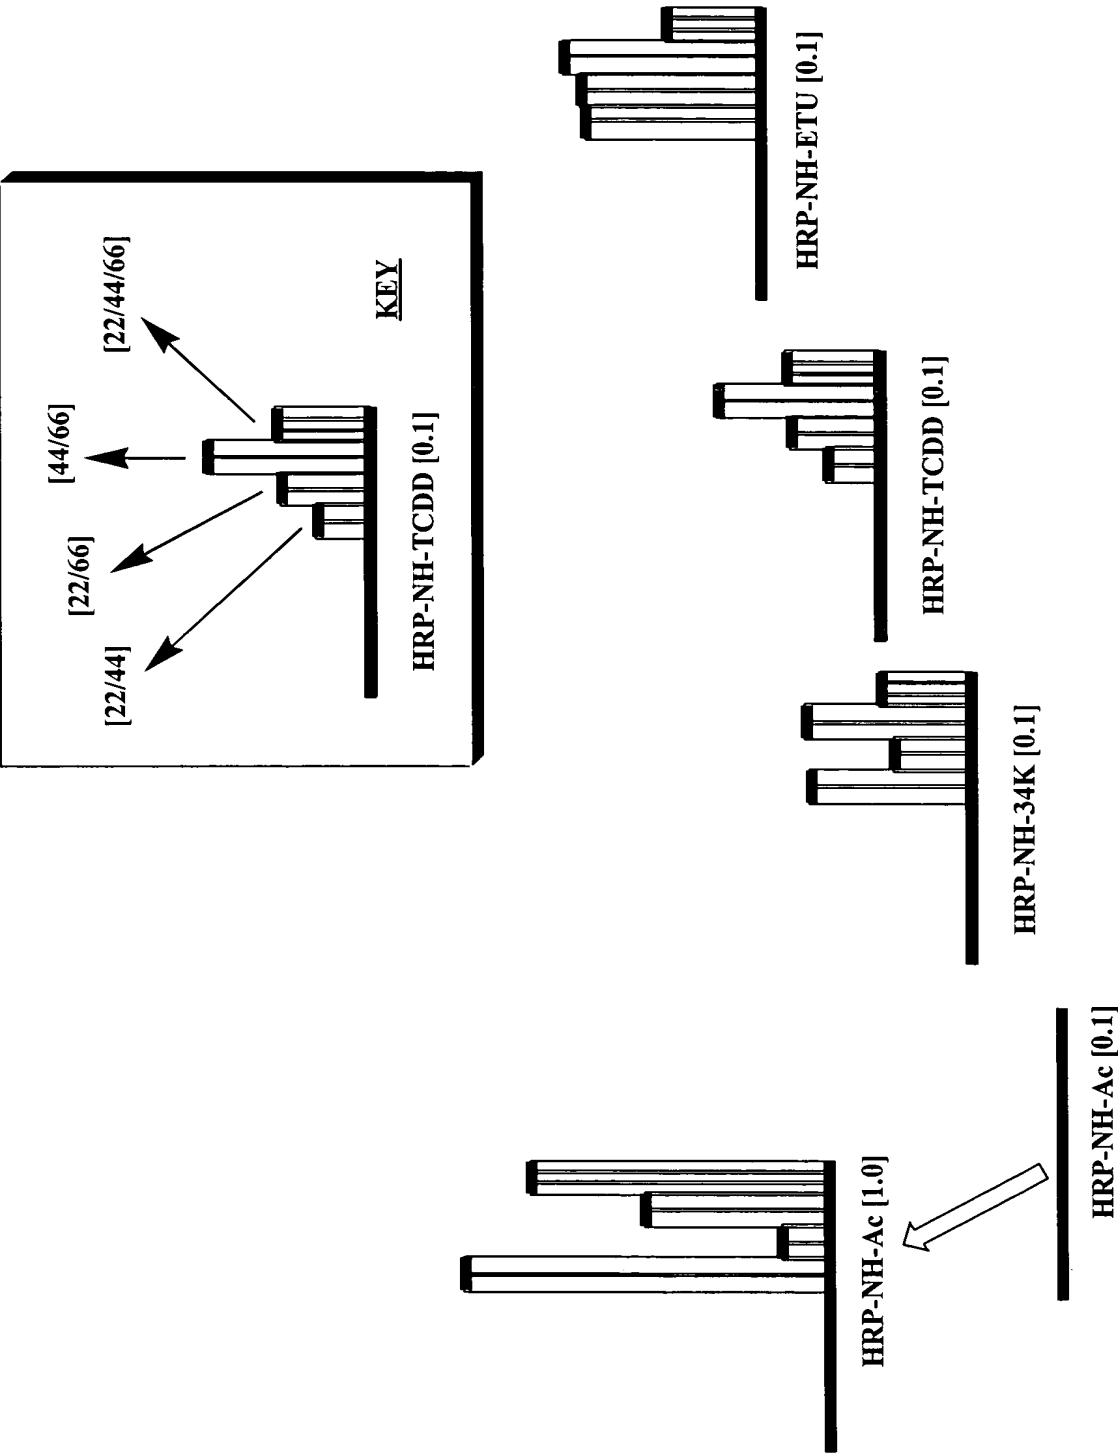 [22/44]
[22/66]
[44/66]
[22/44/66]
HRP-NH-TCDD [0.1]
KEY
HRP-NH-Ac [1.0]
HRP-NH-Ac [0.1]
HRP-NH-34K [0.1]
HRP-NH-TCDD [0.1]
HRP-NH-ETU [0.1]